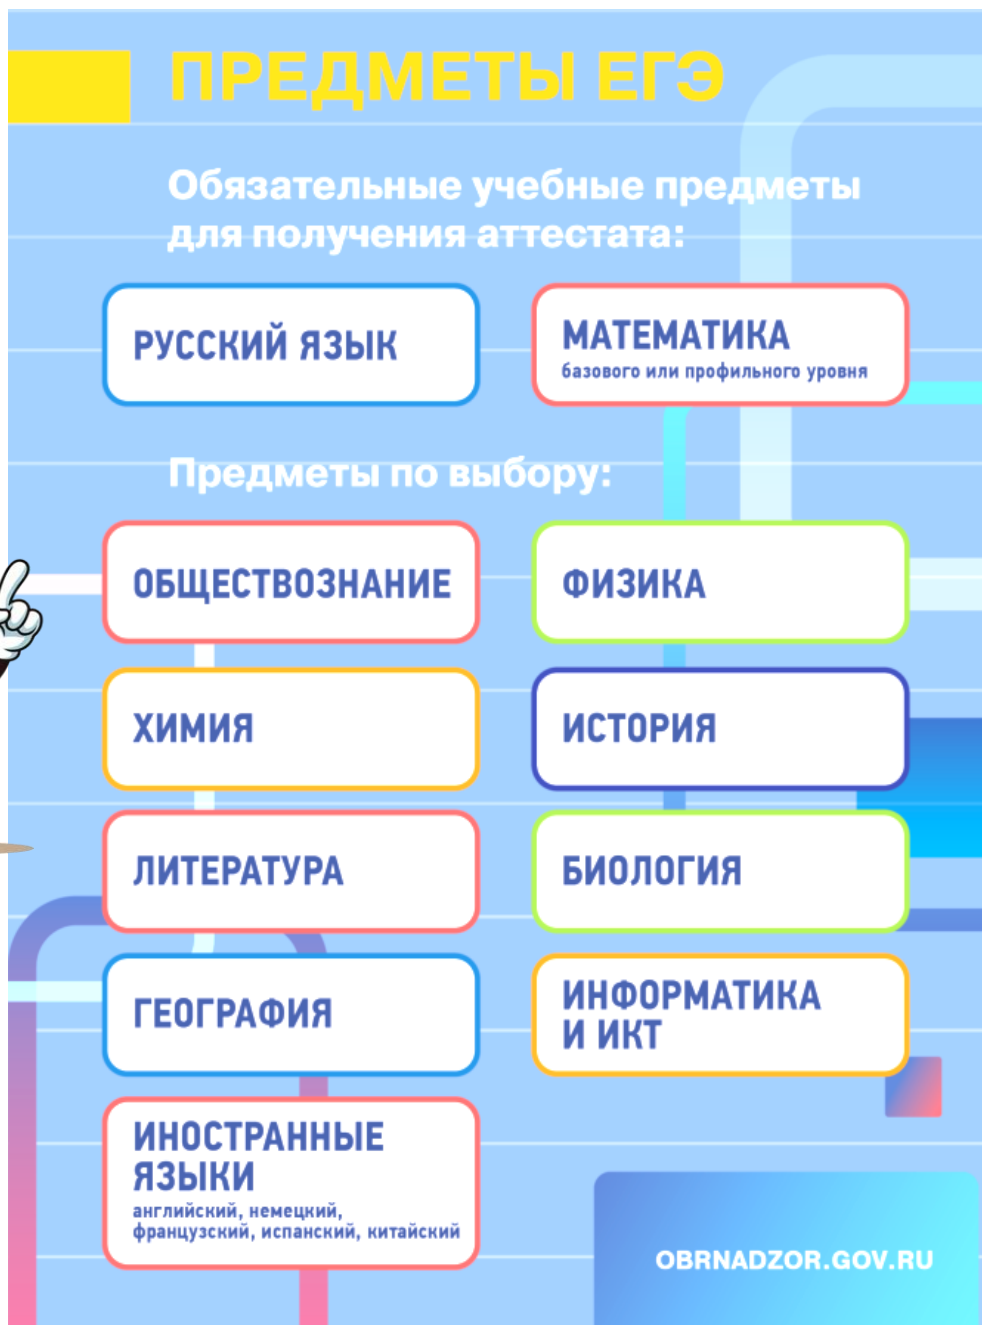 ПРЕДМЕТЫ ЕГЭ
Обязательные учебные предметы
для получения аттестата:
РУССКИЙ ЯЗЫК
МАТЕМАТИКА
базового или профильного уровня
Предметы по выбору:
ОБЩЕСТВОЗНАНИЕ
ФИЗИКА
ХИМИЯ
ИСТОРИЯ
ЛИТЕРАТУРА
БИОЛОГИЯ
ГЕОГРАФИЯ
ИНФОРМАТИКА
И ИКТ
ИНОСТРАННЫЕ
ЯЗЫКИ
английский, немецкий,
французский, испанский, китайский
OBRNADZOR.GOV.RU